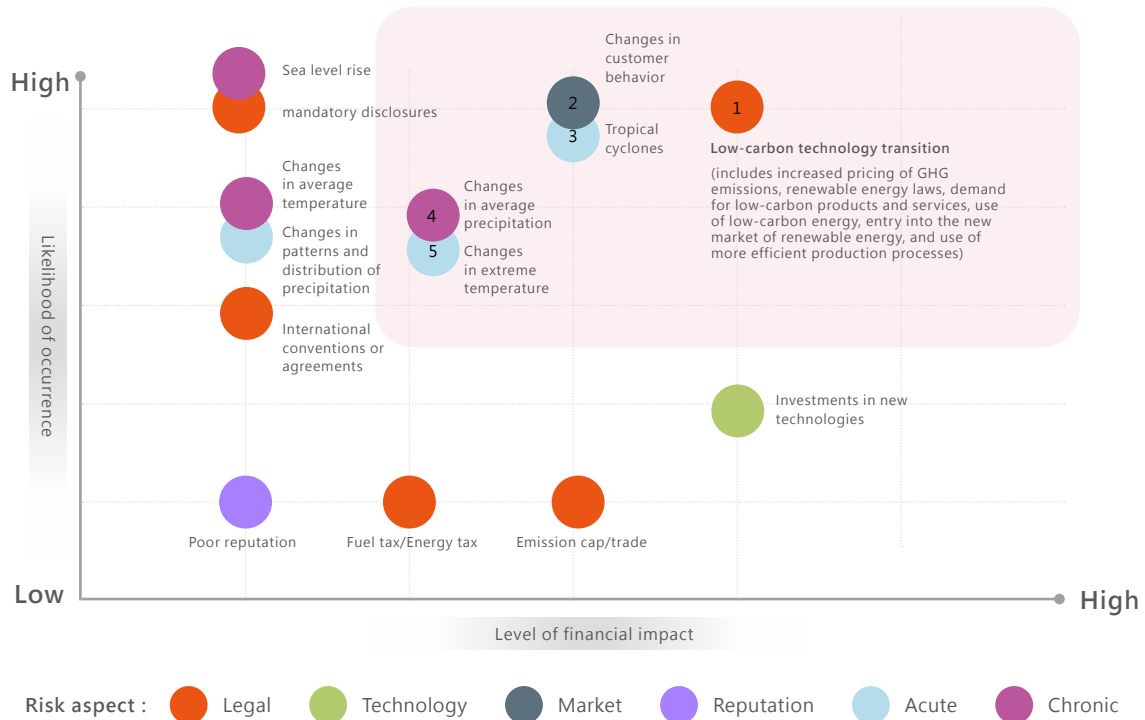 High
Likelihood of occurrence
Low
Sea level rise
mandatory disclosures
Changes
in average
temperature
Changes in
patterns and
distribution of
precipitation
International
conventions or
agreements
Changes in
customer
behavior
2
3
Tropical
cyclones
1
Low-carbon technology transition
(includes increased pricing of GHG
emissions, renewable energy laws, demand
for low-carbon products and services, use
of low-carbon energy, entry into the new
market of renewable energy, and use of
more efficient production processes)
4
Changes
in average
precipitation
5
Changes
in extreme
temperature
Investments in new
technologies
Poor reputation
Fuel tax/Energy tax
Emission cap/trade
High
Level of financial impact
Risk aspect : Legal Technology Market Reputation Acute Chronic